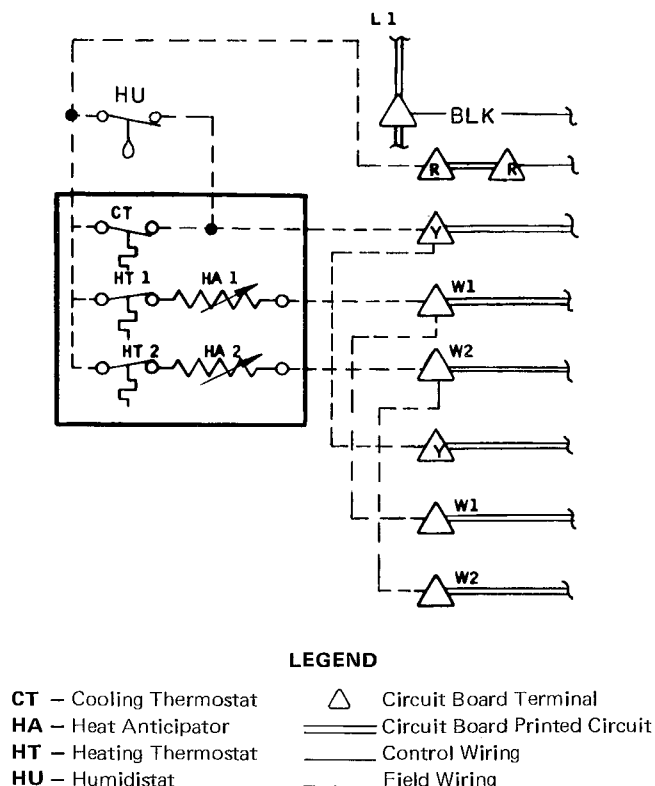 L1
HU
BLK
R R
CT
Y
HT 1 HA 1
W1
HT 2 HA 2
W2
Y
W1
W2
LEGEND
CT – Cooling Thermostat
HA – Heat Anticipator
HT – Heating Thermostat
HU – Humidistat
Circuit Board Terminal
Circuit Board Printed Circuit
Control Wiring
Field Wiring